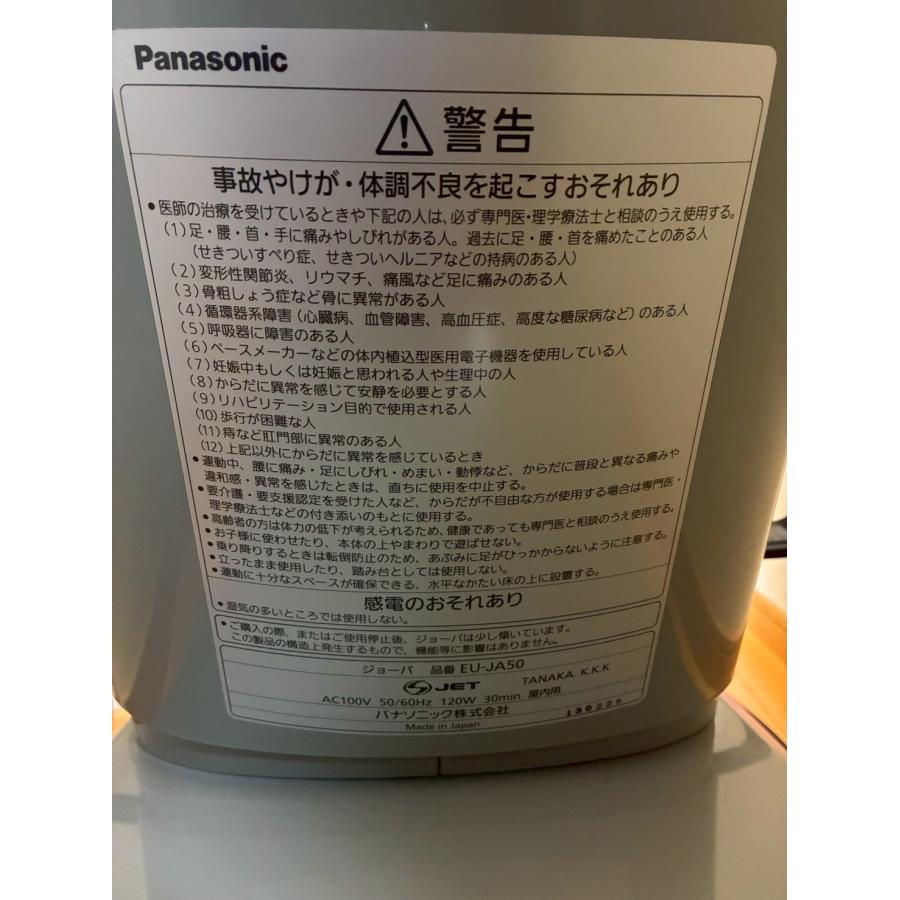 Panasonic
警告
事故やけが・体調不良を起こすおそれあり
●医師の治療を受けているときや下記の人は、必ず専門医・理学療法士と相談のうえ使用する。
(1)足・腰・首・手に痛みやしびれがある人。過去に足・腰・首を痛めたことのある人
(せきついすべり症、せきついヘルニアなどの持病のある人)
(2)変形性関節炎、リウマチ、痛風など足に痛みのある人
(3)骨粗しょう症など骨に異常がある人
(4)循環器系障害(心臓病、血管障害、高血圧症、高度な糖尿病など)のある人
(5)呼吸器に障害のある人
(6)ペースメーカーなどの体内植込型医用電子機器を使用している人
(7)妊娠中もしくは妊娠と思われる人や生理中の人
(8)からだに異常を感じて安静を必要とする人
(9)リハビリテーション目的で使用される人
(10)歩行が困難な人
(11)痔など肛門部に異常のある人
(12)上記以外にからだに異常を感じているとき
●運動中、腰に痛み・足にしびれ・めまい・動悸など、からだに普段と異なる痛みや
違和感・異常を感じたときは、直ちに使用を中止する。
●要介護・要支援認定を受けた人など、からだが不自由な方が使用する場合は専門医・
理学療法士などの付き添いのもとに使用する。
●高齢者の方は体力の低下が考えられるため、健康であっても専門医と相談のうえ使用する。
●お子様に使わせたり、本体の上やまわりで遊ばせない。
●乗り降りするときは転倒防止のため、あぶみに足がひっかからないように注意する。
●立ったまま使用したり、踏み台としては使用しない。
●運動に十分なスペースが確保できる、水平なかたい床の上に設置する。
感電のおそれあり
●湿気の多いところでは使用しない。
●ご購入の際、またはご使用停止後、ジョーバは少し傾いています。
この製品の構造上発生するもので、機能等に影響はありません。
ジョーバ 品番 EU-JA50
JET TANAKA. K.K.K
AC100V 50/60Hz 120W 30min 屋内用
パナソニック株式会社
Made in Japan